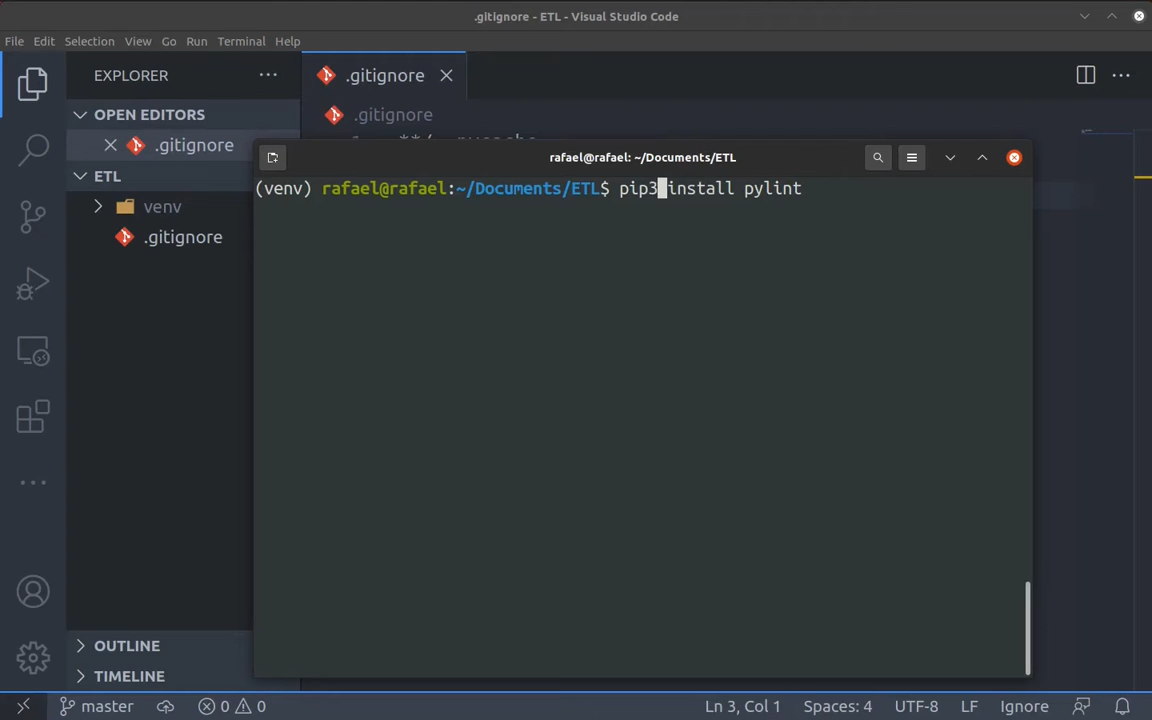 .gitignore - ETL - Visual Studio Code
File Edit Selection View Go Run Terminal Help
EXPLORER
.gitignore
OPEN EDITORS
.gitignore
.gitignore
rafael@rafael: ~/Documents/ETL
ETL
(venv) rafael@rafael:~/Documents/ETL$ pip3 install pylint
venv
.gitignore
OUTLINE
TIMELINE
master
0
0
Ln 3, Col 1
Spaces: 4
UTF-8
LF
Ignore